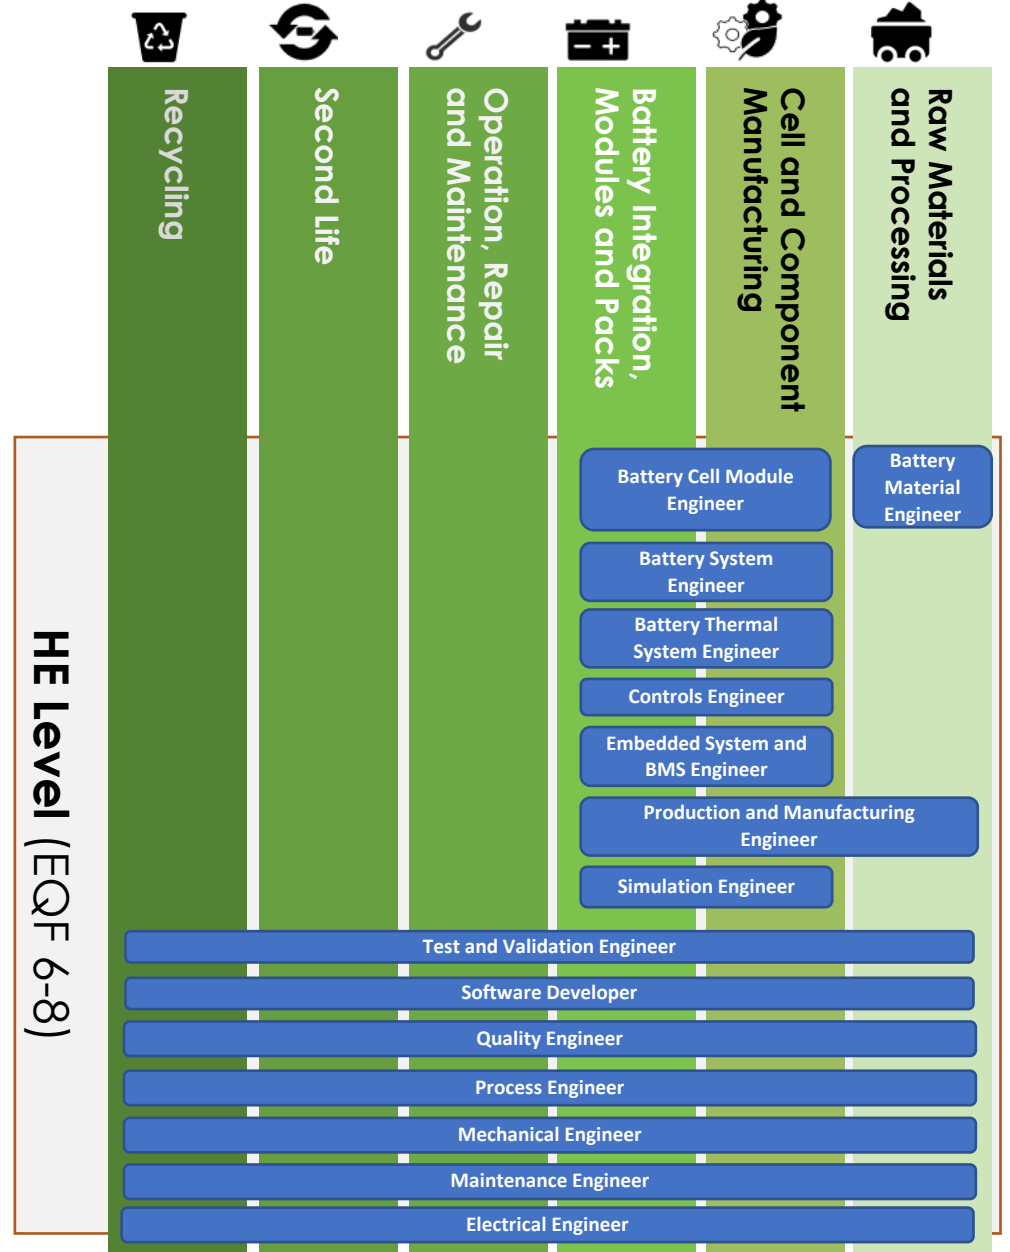 Recycling
Second Life
Operation, Repair
and Maintenance
Battery Integration,
Modules and Packs
Cell and Component
Manufacturing
Raw Materials
and Processing
HE Level (EQF 6-8)
Battery Cell Module
Engineer
Battery
Material
Engineer
Battery System
Engineer
Battery Thermal
System Engineer
Controls Engineer
Embedded System and
BMS Engineer
Production and Manufacturing
Engineer
Simulation Engineer
Test and Validation Engineer
Software Developer
Quality Engineer
Process Engineer
Mechanical Engineer
Maintenance Engineer
Electrical Engineer